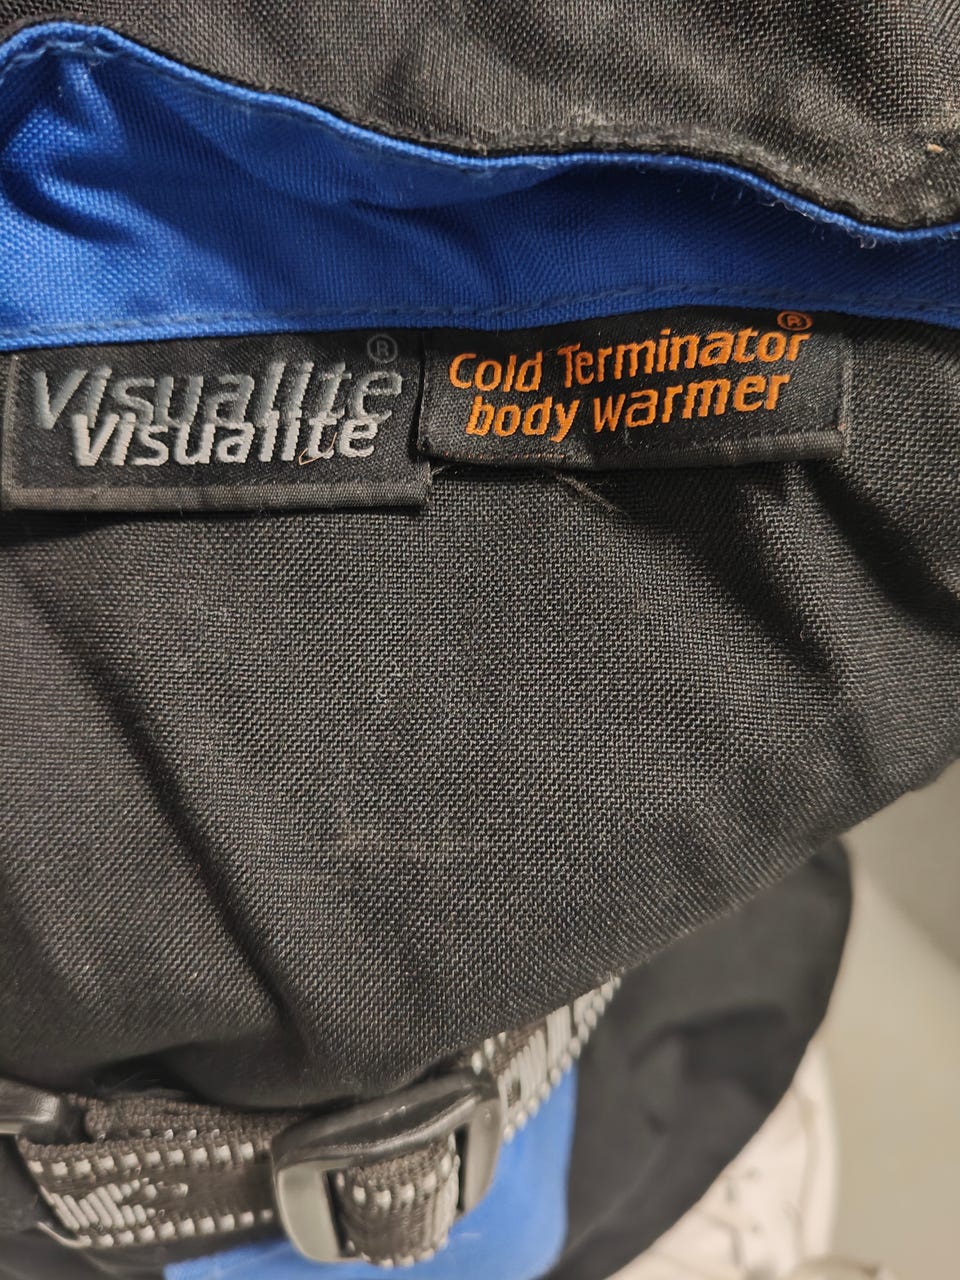 Visualite®
Visualite
Cold Terminator®
body warmer